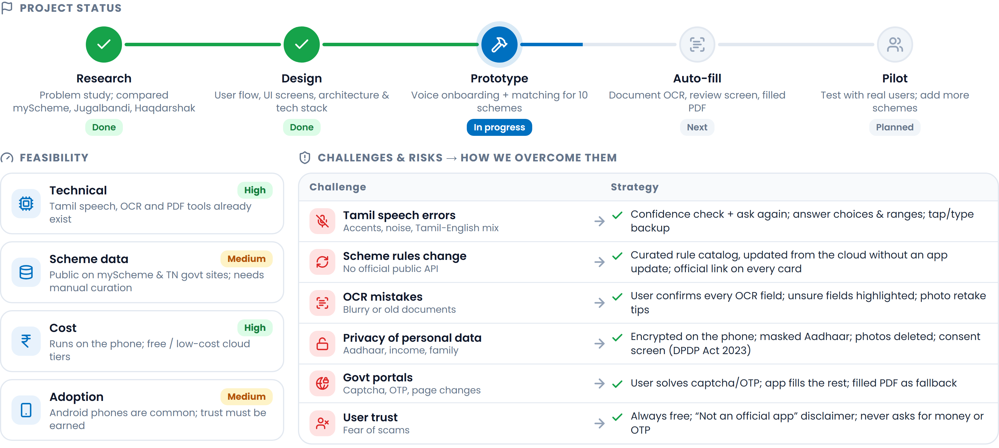 PROJECT STATUS
Research
Problem study; compared
myScheme, Jugalbandi, Haqdarshak
Done
Design
User flow, UI screens, architecture &
tech stack
Done
Prototype
Voice onboarding + matching for 10
schemes
In progress
Auto-fill
Document OCR, review screen, filled
PDF
Next
Pilot
Test with real users; add more
schemes
Planned
FEASIBILITY
Technical
High
Tamil speech, OCR and PDF tools already
exist
Scheme data
Medium
Public on myScheme & TN govt sites; needs
manual curation
Cost
High
Runs on the phone; free / low-cost cloud
tiers
Adoption
Medium
Android phones are common; trust must be
earned
CHALLENGES & RISKS → HOW WE OVERCOME THEM
Challenge
Strategy
Tamil speech errors
Accents, noise, Tamil-English mix
Confidence check + ask again; answer choices & ranges; tap/type
backup
Scheme rules change
No official public API
Curated rule catalog, updated from the cloud without an app
update; official link on every card
OCR mistakes
Blurry or old documents
User confirms every OCR field; unsure fields highlighted; photo retake
tips
Privacy of personal data
Aadhaar, income, family
Encrypted on the phone; masked Aadhaar; photos deleted; consent
screen (DPDP Act 2023)
Govt portals
Captcha, OTP, page changes
User solves captcha/OTP; app fills the rest; filled PDF as fallback
User trust
Fear of scams
Always free; “Not an official app” disclaimer; never asks for money or
OTP